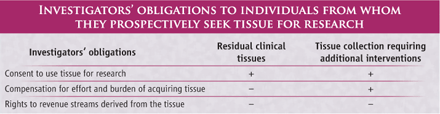 INVESTIGATORS' OBLIGATIONS TO INDIVIDUALS FROM WHOM
THEY PROSPECTIVELY SEEK TISSUE FOR RESEARCH
Investigators' obligations
Residual clinical
tissues
Tissue collection requiring
additional interventions
Consent to use tissue for research + +
Compensation for effort and burden of acquiring tissue – +
Rights to revenue streams derived from the tissue – –